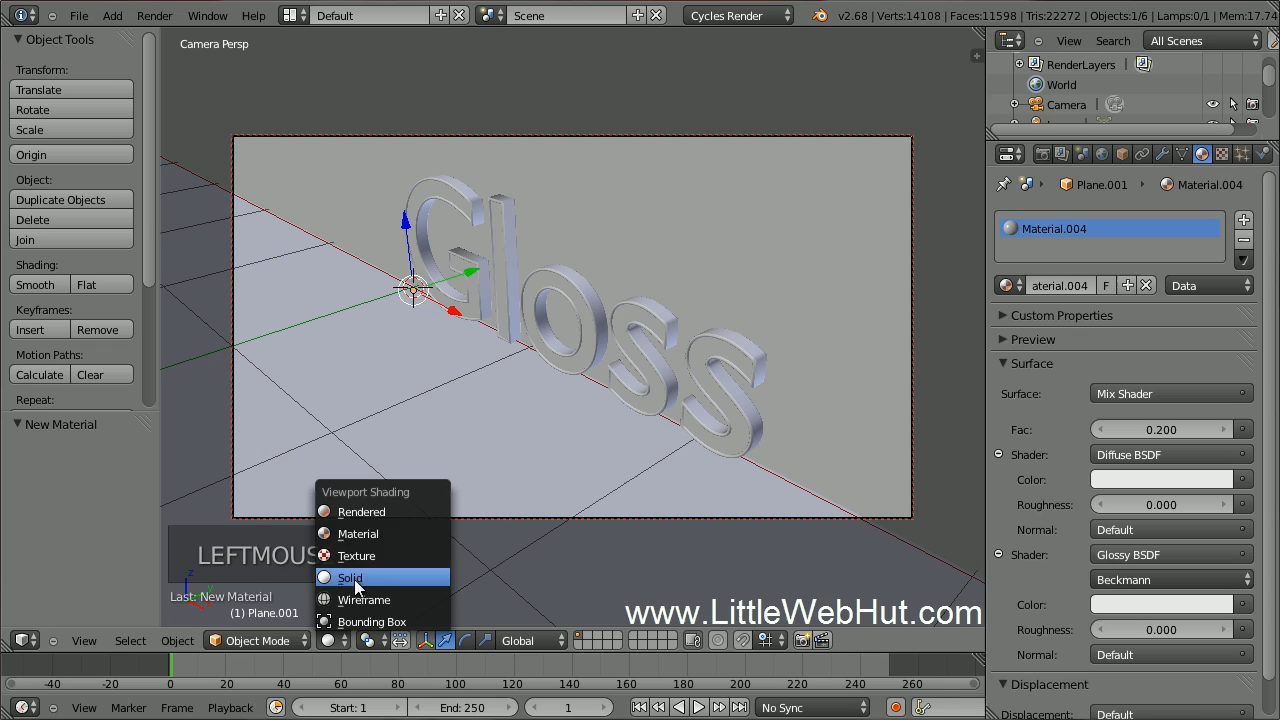 File Add Render Window Help Default Scene Cycles Render v2.68 | Verts:14108 | Faces:11598 | Tris:22272 | Objects:1/6 | Lamps:0/1 | Mem:17.74
Object Tools
Transform:
Translate
Rotate
Scale
Origin
Object:
Duplicate Objects
Delete
Join
Shading:
Smooth Flat
Keyframes:
Insert Remove
Motion Paths:
Calculate Clear
Repeat:
New Material
Camera Persp
Gloss
LEFTMOUS
Last: New Material
(1) Plane.001
Viewport Shading
Rendered
Material
Texture
Solid
Wireframe
Bounding Box
www.LittleWebHut.com
View Select Object Object Mode Global
-40 -20 0 20 40 60 80 100 120 140 160 180 200 220 240 260
View Marker Frame Playback Start: 1 End: 250 1 No Sync
View Search All Scenes
RenderLayers
World
Camera
Plane.001 Material.004
Material.004
aterial.004 F Data
Custom Properties
Preview
Surface
Surface: Mix Shader
Fac: 0.200
Shader: Diffuse BSDF
Color:
Roughness: 0.000
Normal: Default
Shader: Glossy BSDF
Beckmann
Color:
Roughness: 0.000
Normal: Default
Displacement
Displacement: Default